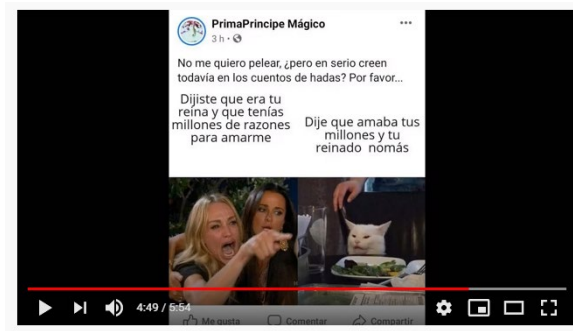 PrimaPrincipe Mágico
3 h
No me quiero pelear, ¿pero en serio creen
todavía en los cuentos de hadas? Por favor...
Dijiste que era tu
reina y que tenías
millones de razones
para amarme
Dije que amaba tus
millones y tu
reinado nomás
4:49 / 5:54
Me gusta
Comentar
Compartir